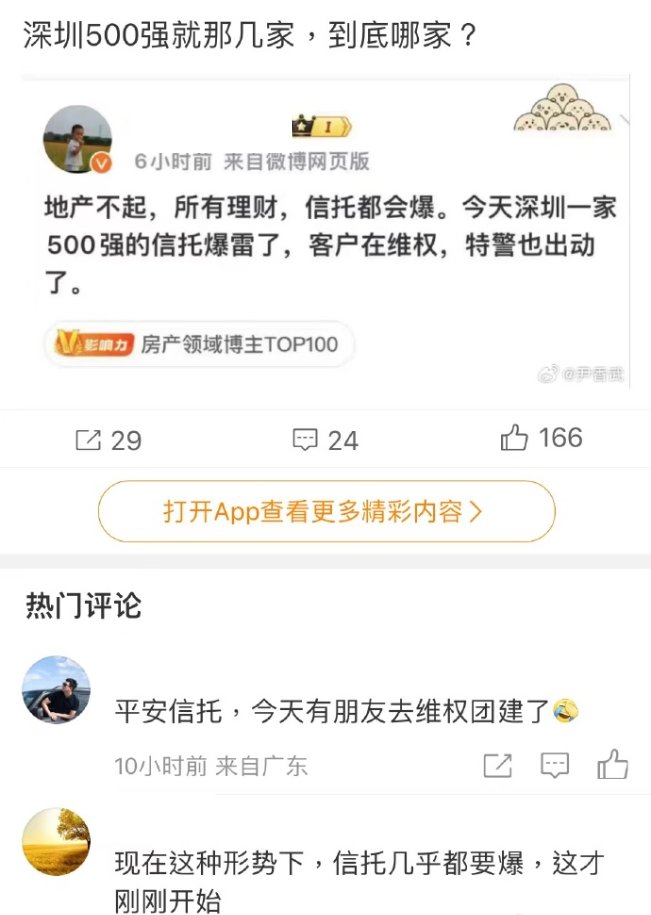 深圳500强就那几家，到底哪家？
I
6小时前 来自微博网页版
地产不起，所有理财，信托都会爆。今天深圳一家
500强的信托爆雷了，客户在维权，特警也出动
了。
影响力 房产领域博主TOP100
@尹香武
29 24 166
打开App查看更多精彩内容
热门评论
平安信托，今天有朋友去维权团建了
10小时前 来自广东
现在这种形势下，信托几乎都要爆，这才
刚刚开始